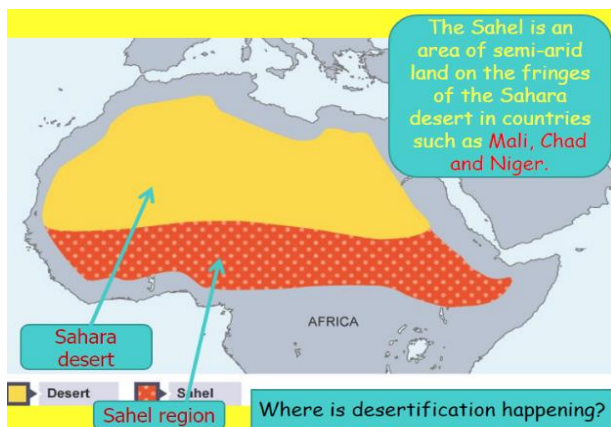 The Sahel is an
area of semi-arid
land on the fringes
of the Sahara
desert in countries
such as Mali, Chad
and Niger.
AFRICA
Sahara
desert
Desert
Sahel
Sahel region
Where is desertification happening?